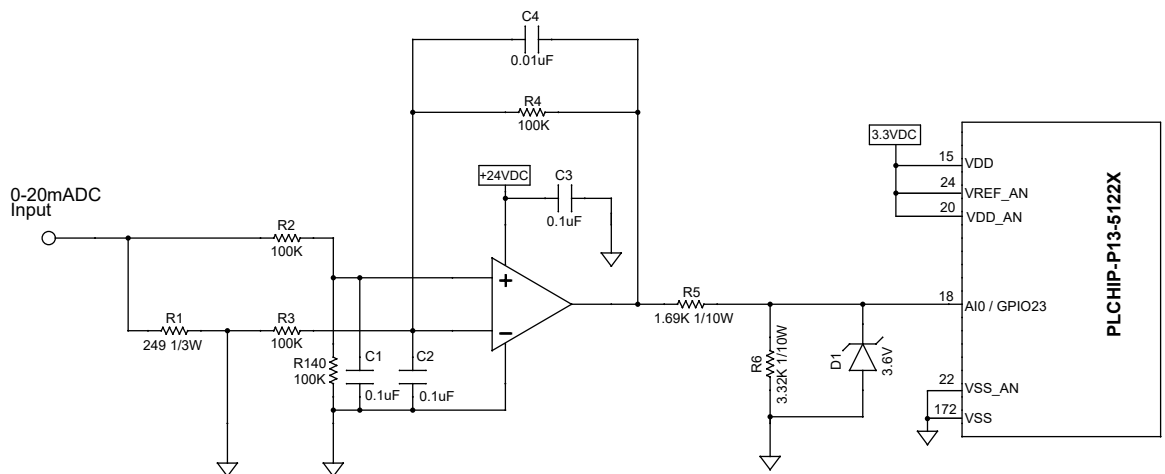 C4
0.01uF
R4
100K
+24VDC
C3
0.1uF
3.3VDC
15
VDD
24
VREF_AN
20
VDD_AN
0-20mADC
Input
R2
100K
+
R1
249 1/3W
R3
100K
−
R140
100K
C1
0.1uF
C2
0.1uF
R5
1.69K 1/10W
R6
3.32K 1/10W
D1
3.6V
18
AI0 / GPIO23
22
VSS_AN
172
VSS
PLCHIP-P13-5122X